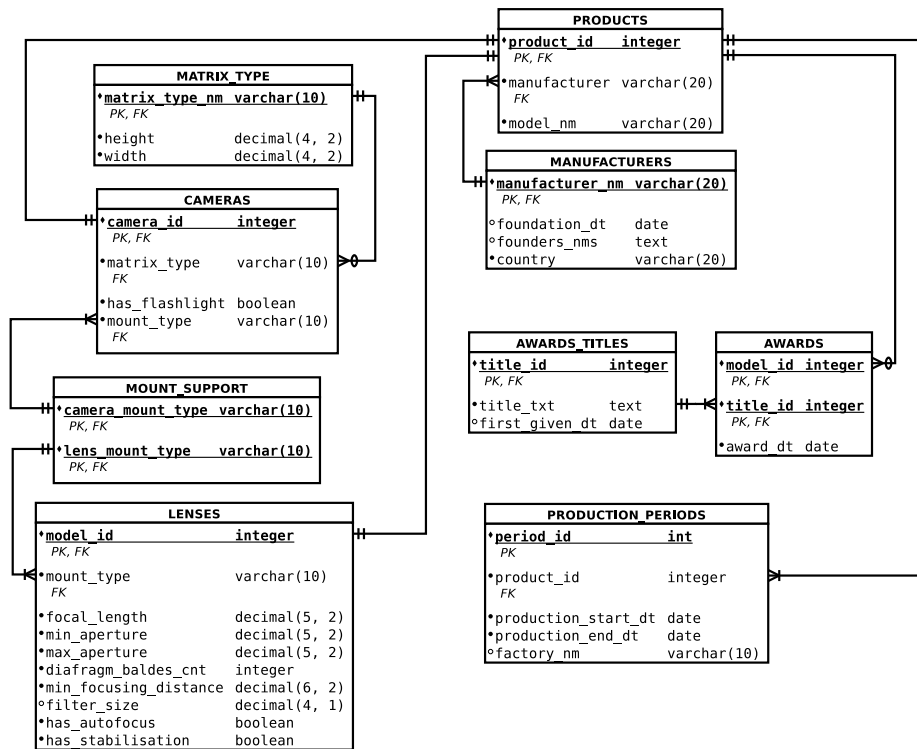 PRODUCTS
product_id integer
PK, FK
manufacturer varchar(20)
FK
model_nm varchar(20)
MATRIX_TYPE
matrix_type_nm varchar(10)
PK, FK
height decimal(4, 2)
width decimal(4, 2)
MANUFACTURERS
manufacturer_nm varchar(20)
PK, FK
foundation_dt date
founders_nms text
country varchar(20)
CAMERAS
camera_id integer
PK, FK
matrix_type varchar(10)
FK
has_flashlight boolean
mount_type varchar(10)
FK
AWARDS_TITLES
title_id integer
PK, FK
title_txt text
first_given_dt date
AWARDS
model_id integer
PK, FK
title_id integer
PK, FK
award_dt date
MOUNT_SUPPORT
camera_mount_type varchar(10)
PK, FK
lens_mount_type varchar(10)
PK, FK
LENSES
model_id integer
PK, FK
mount_type varchar(10)
FK
focal_length decimal(5, 2)
min_aperture decimal(5, 2)
max_aperture decimal(5, 2)
diafragm_baldes_cnt integer
min_focusing_distance decimal(6, 2)
filter_size decimal(4, 1)
has_autofocus boolean
has_stabilisation boolean
PRODUCTION_PERIODS
period_id int
PK
product_id integer
FK
production_start_dt date
production_end_dt date
factory_nm varchar(10)